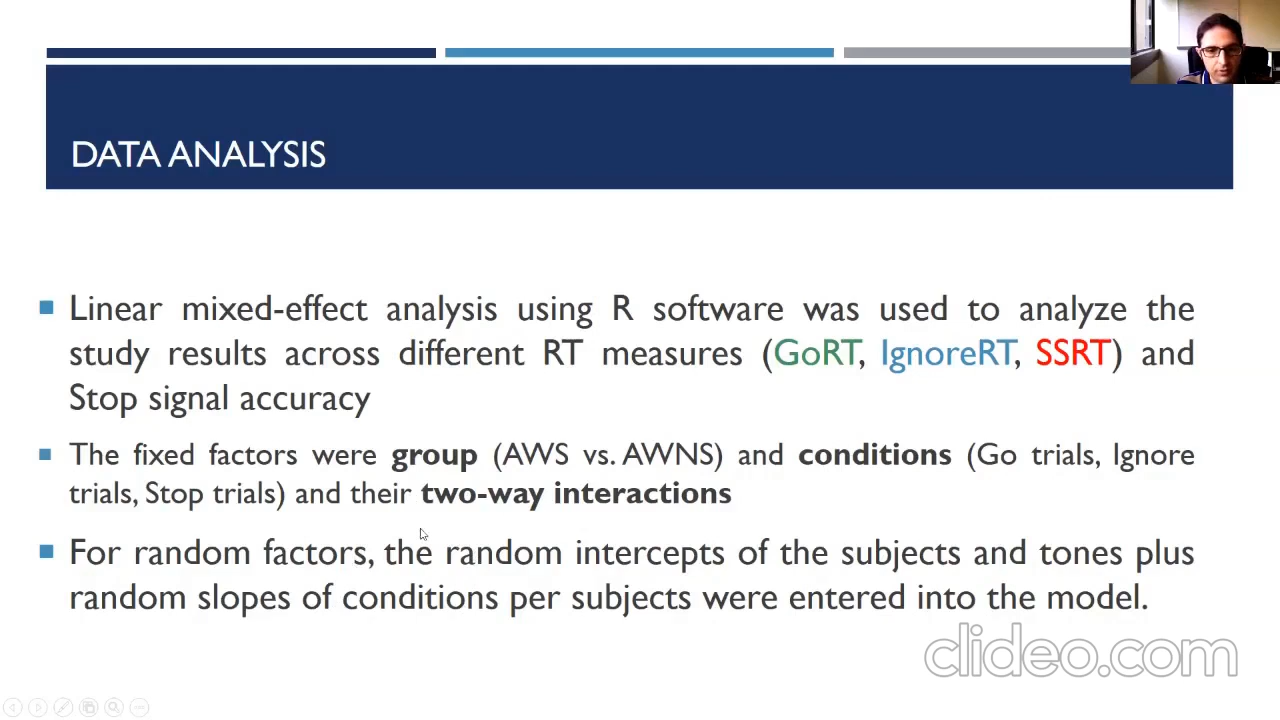 DATA ANALYSIS
Linear mixed-effect analysis using R software was used to analyze the
study results across different RT measures (GoRT, IgnoreRT, SSRT) and
Stop signal accuracy
The fixed factors were group (AWS vs. AWNS) and conditions (Go trials, Ignore
trials, Stop trials) and their two-way interactions
For random factors, the random intercepts of the subjects and tones plus
random slopes of conditions per subjects were entered into the model.
clideo.com